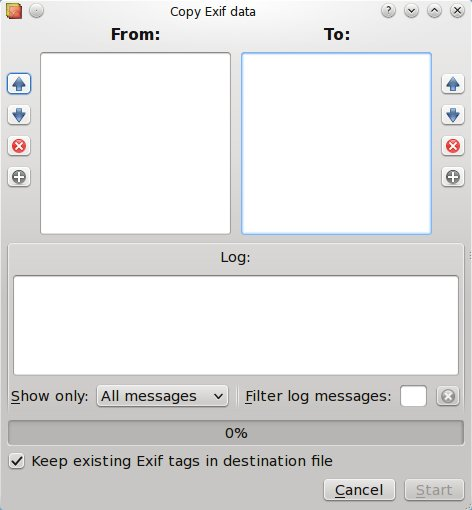 Copy Exif data
From: To:
Log:
Show only: All messages Filter log messages:
0%
Keep existing Exif tags in destination file
Cancel Start